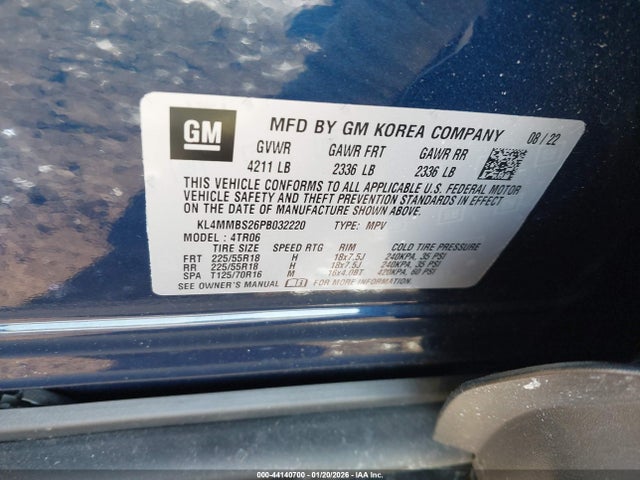 GM
MFD BY GM KOREA COMPANY 08/22
GVWR GAWR FRT GAWR RR
4211 LB 2336 LB 2336 LB
THIS VEHICLE CONFORMS TO ALL APPLICABLE U.S. FEDERAL MOTOR
VEHICLE SAFETY AND THEFT PREVENTION STANDARDS IN EFFECT ON
THE DATE OF MANUFACTURE SHOWN ABOVE.
KL4MMBS26PB032220 TYPE: MPV
MODEL: 4TR06
TIRE SIZE SPEED RTG RIM COLD TIRE PRESSURE
FRT 225/55R18 H 18x7.5J 240KPA, 35 PSI
RR 225/55R18 H 18x7.5J 240KPA, 35 PSI
SPA T125/70R16 M 16x4.0BT 420KPA, 60 PSI
SEE OWNER'S MANUAL FOR MORE INFORMATION.
000-44140700 - 01/20/2026 - IAAI.CA